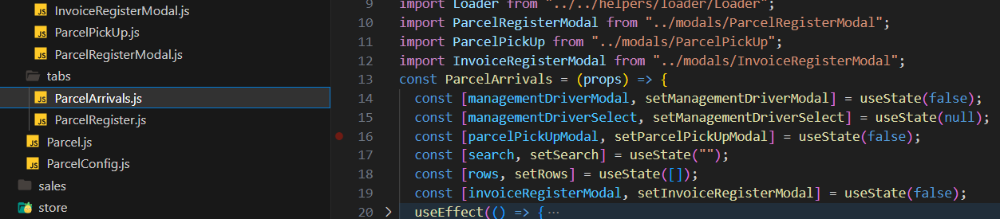 InvoiceRegisterModal.js
ParcelPickUp.js
ParcelRegisterModal.js
tabs
ParcelArrivals.js
ParcelRegister.js
Parcel.js
ParcelConfig.js
sales
store
9 import Loader from "../../helpers/loader/Loader";
10 import ParcelRegisterModal from "../modals/ParcelRegisterModal";
11 import ParcelPickUp from "../modals/ParcelPickUp";
12 import InvoiceRegisterModal from "../modals/InvoiceRegisterModal";
13 const ParcelArrivals = (props) => {
14 const [managementDriverModal, setManagementDriverModal] = useState(false);
15 const [managementDriverSelect, setManagementDriverSelect] = useState(null);
16 const [parcelPickUpModal, setParcelPickUpModal] = useState(false);
17 const [search, setSearch] = useState("");
18 const [rows, setRows] = useState([]);
19 const [invoiceRegisterModal, setInvoiceRegisterModal] = useState(false);
20 useEffect(() => { ···